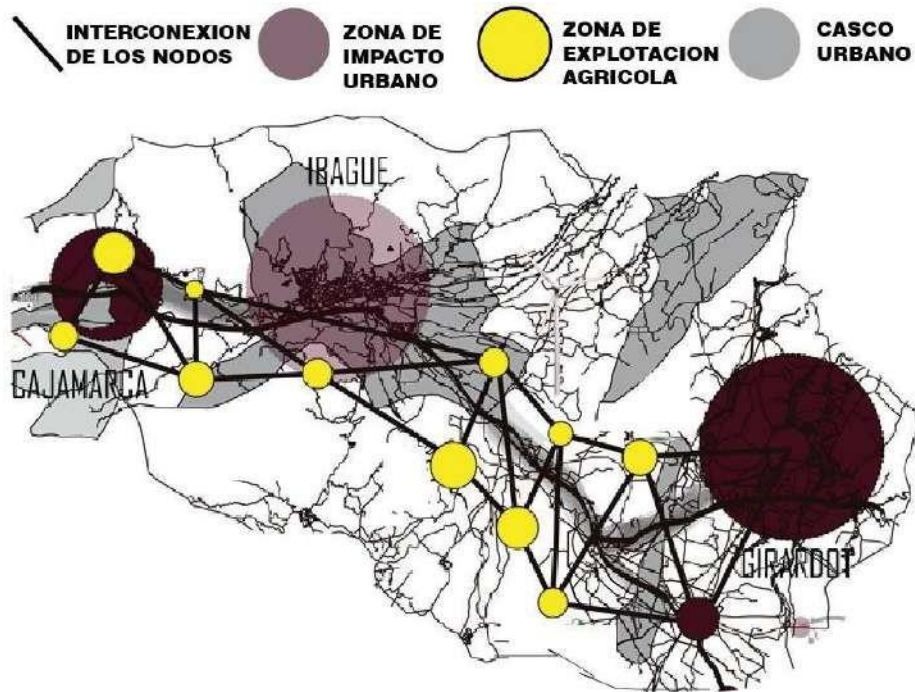 INTERCONEXION
DE LOS NODOS
ZONA DE
IMPACTO
URBANO
ZONA DE
EXPLOTACION
AGRICOLA
CASCO
URBANO
IBAGUE
CAJAMARCA
GIRARDOT